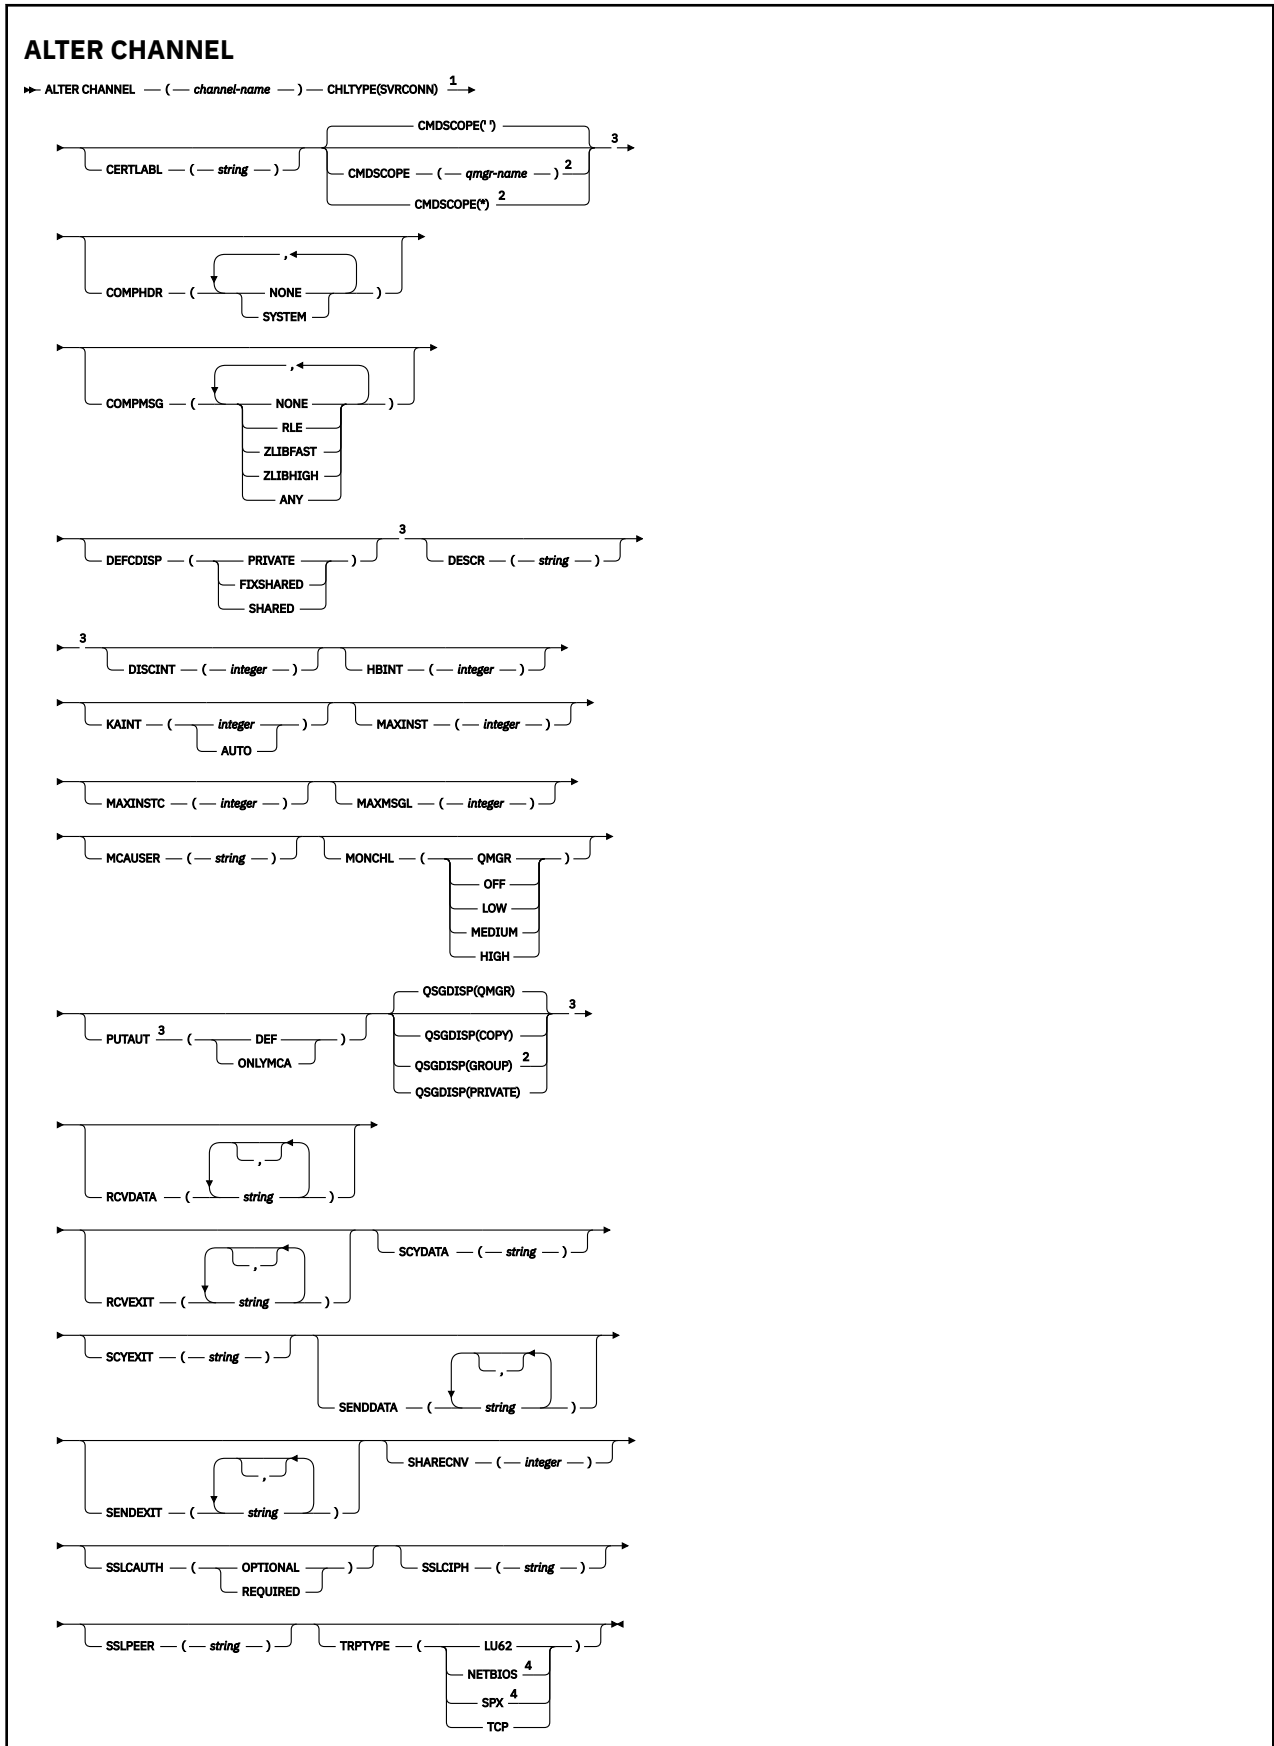 ALTER CHANNEL
ALTER CHANNEL ( channel-name ) CHLTYPE(SVRCONN) 1
CMDSCOPE(' ')
CERTLABL ( string ) CMDSCOPE ( qmgr-name ) 2 3
CMDSCOPE(*) 2
,
COMPHDR ( NONE )
SYSTEM
,
COMPMSG ( NONE )
RLE
ZLIBFAST
ZLIBHIGH
ANY
DEFCDISP ( PRIVATE ) 3 DESCR ( string )
FIXSHARED
SHARED
3 DISCINT ( integer ) HBINT ( integer )
KAINT ( integer ) MAXINST ( integer )
AUTO
MAXINSTC ( integer ) MAXMSGL ( integer )
MCAUSER ( string ) MONCHL ( QMGR )
OFF
LOW
MEDIUM
HIGH
QSGDISP(QMGR) 3
PUTAUT 3 ( DEF ) QSGDISP(COPY)
ONLYMCA QSGDISP(GROUP) 2
QSGDISP(PRIVATE)
,
RCVDATA ( string )
, SCYDATA ( string )
RCVEXIT ( string )
SCYEXIT ( string ) ,
SENDDATA ( string )
, SHARECNV ( integer )
SENDEXIT ( string )
SSLCAUTH ( OPTIONAL ) SSLCIPH ( string )
REQUIRED
SSLPEER ( string ) TRPTYPE ( LU62 )
NETBIOS 4
SPX 4
TCP